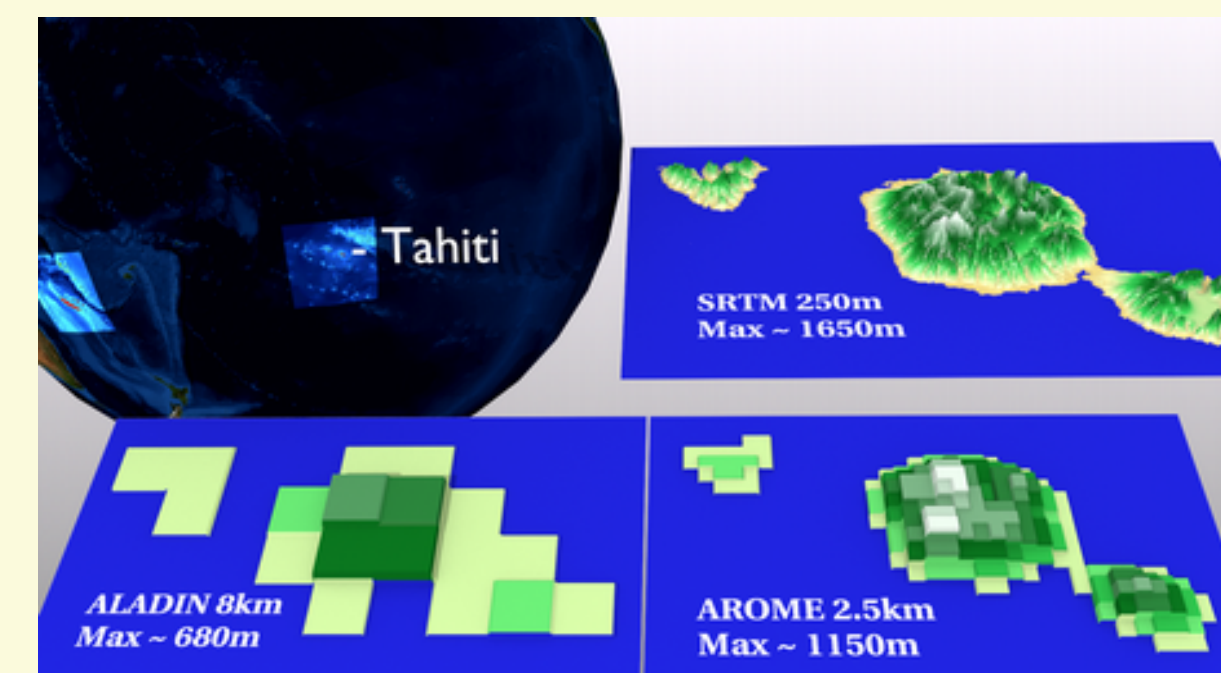 Tahiti
SRTM 250m
Max ~ 1650m
ALADIN 8km
Max ~ 680m
AROME 2.5km
Max ~ 1150m